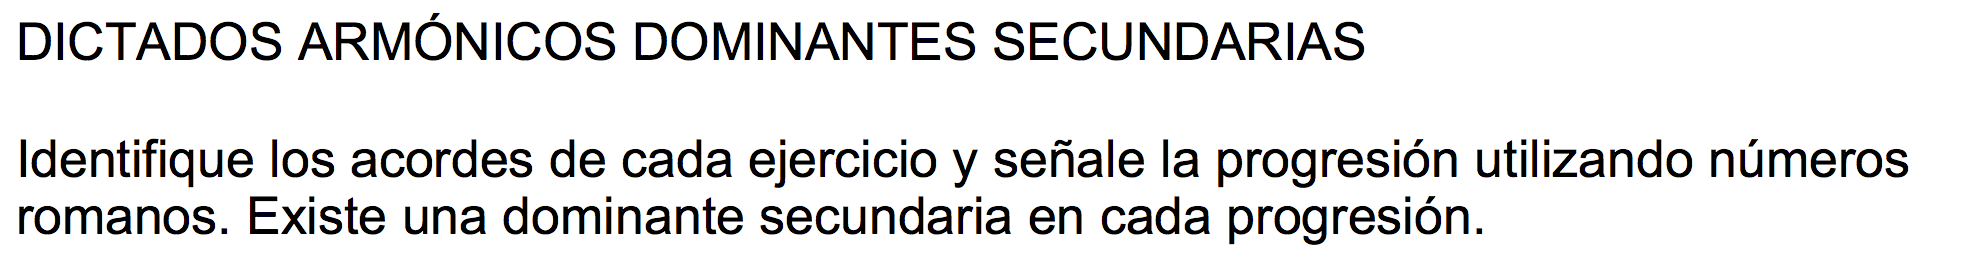 DICTADOS ARMÓNICOS DOMINANTES SECUNDARIAS
Identifique los acordes de cada ejercicio y señale la progresión utilizando números
romanos. Existe una dominante secundaria en cada progresión.